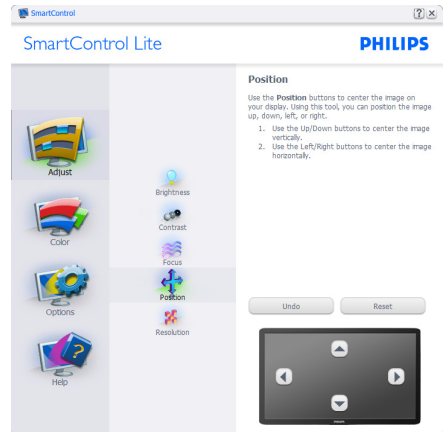 SmartControl
SmartControl Lite
PHILIPS
Adjust
Color
Options
Help
Brightness
Contrast
Focus
Position
Resolution
Position
Use the Position buttons to center the image on
your display. Using this tool, you can position the image
up, down, left, or right.
1. Use the Up/Down buttons to center the image
vertically.
2. Use the Left/Right buttons to center the image
horizontally.
Undo
Reset
PHILIPS